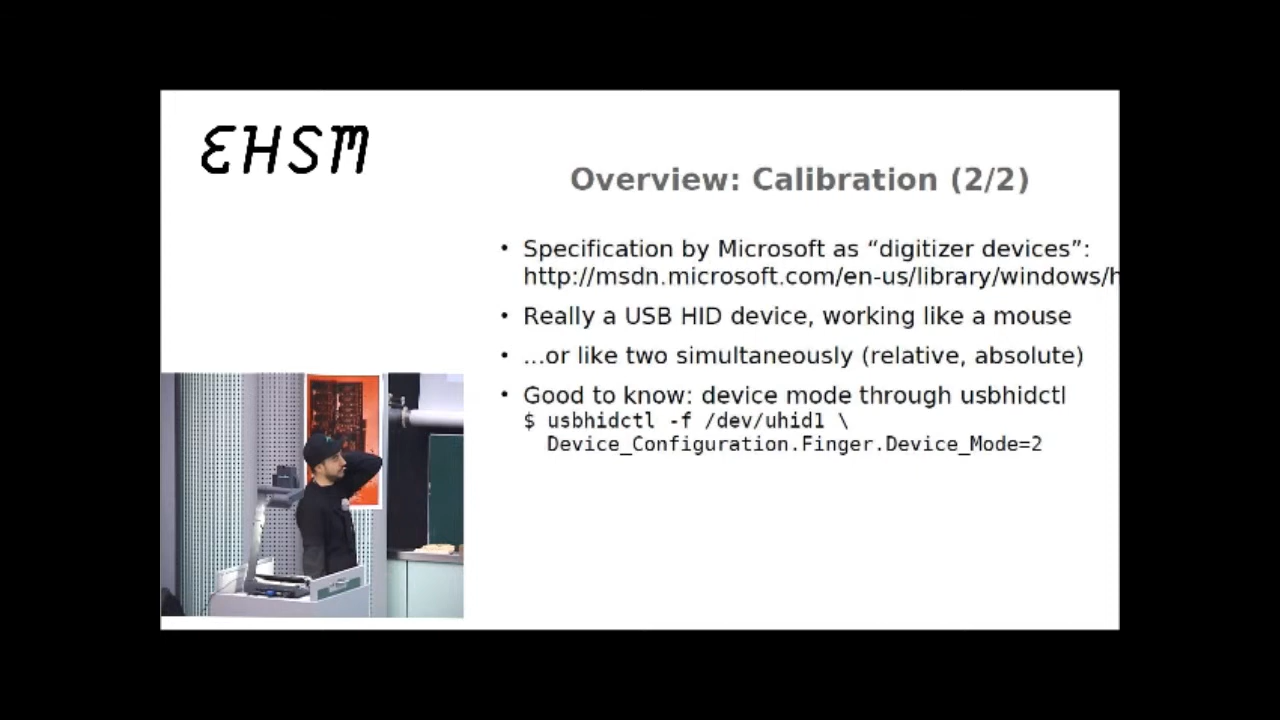 EHSM
Overview: Calibration (2/2)
• Specification by Microsoft as “digitizer devices”:
http://msdn.microsoft.com/en-us/library/windows/h
• Really a USB HID device, working like a mouse
• ...or like two simultaneously (relative, absolute)
• Good to know: device mode through usbhidctl
$ usbhidctl -f /dev/uhid1 \
Device_Configuration.Finger.Device_Mode=2